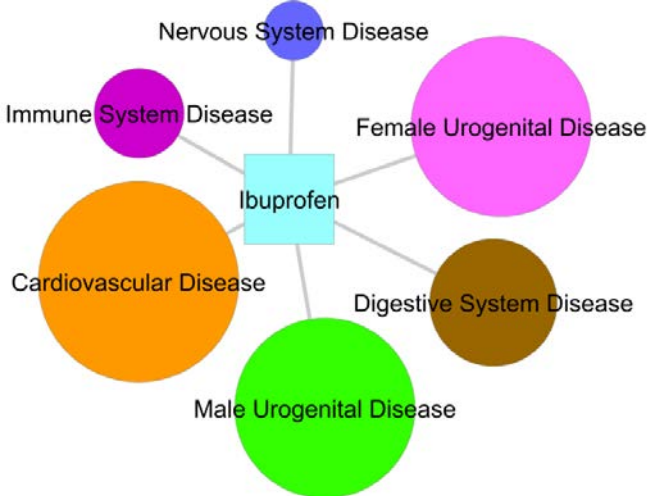 Nervous System Disease
Immune System Disease
Female Urogenital Disease
Ibuprofen
Cardiovascular Disease
Digestive System Disease
Male Urogenital Disease